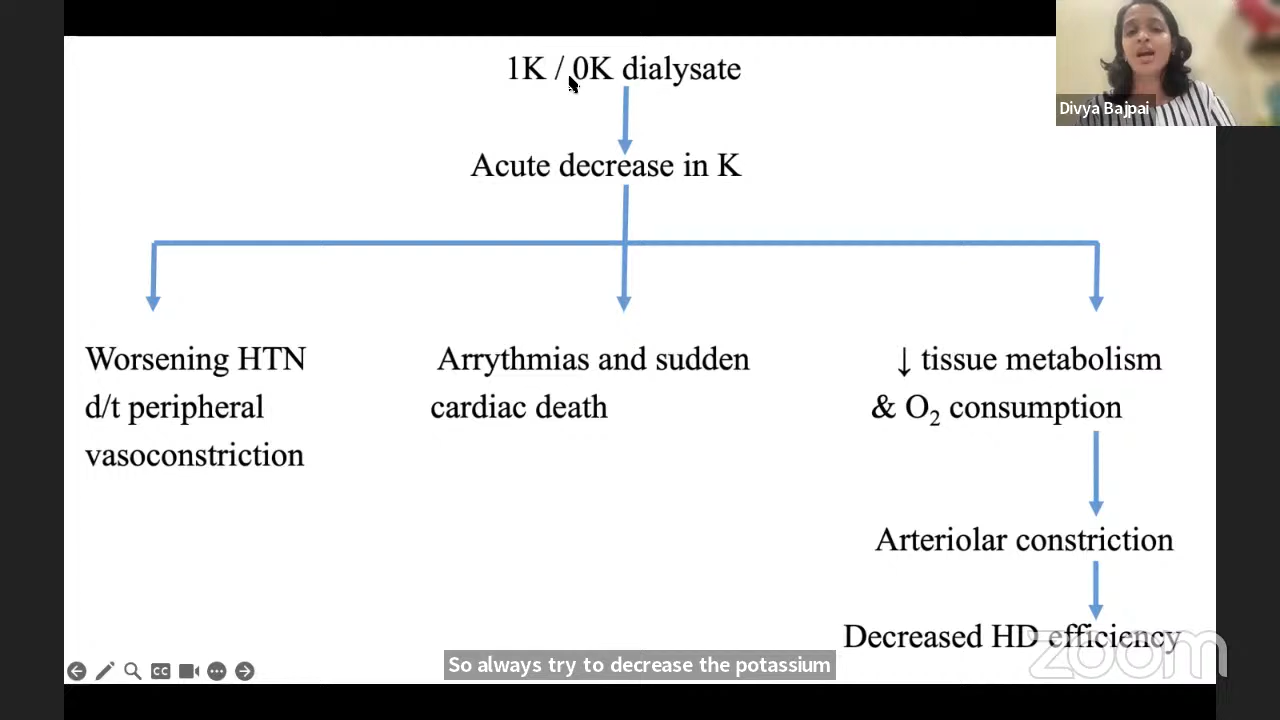 1K / 0K dialysate
Divya Bajpai
Acute decrease in K
Worsening HTN
d/t peripheral
vasoconstriction
Arrythmias and sudden
cardiac death
↓ tissue metabolism
& O₂ consumption
Arteriolar constriction
Decreased HD efficiency
CC
So always try to decrease the potassium
zoom